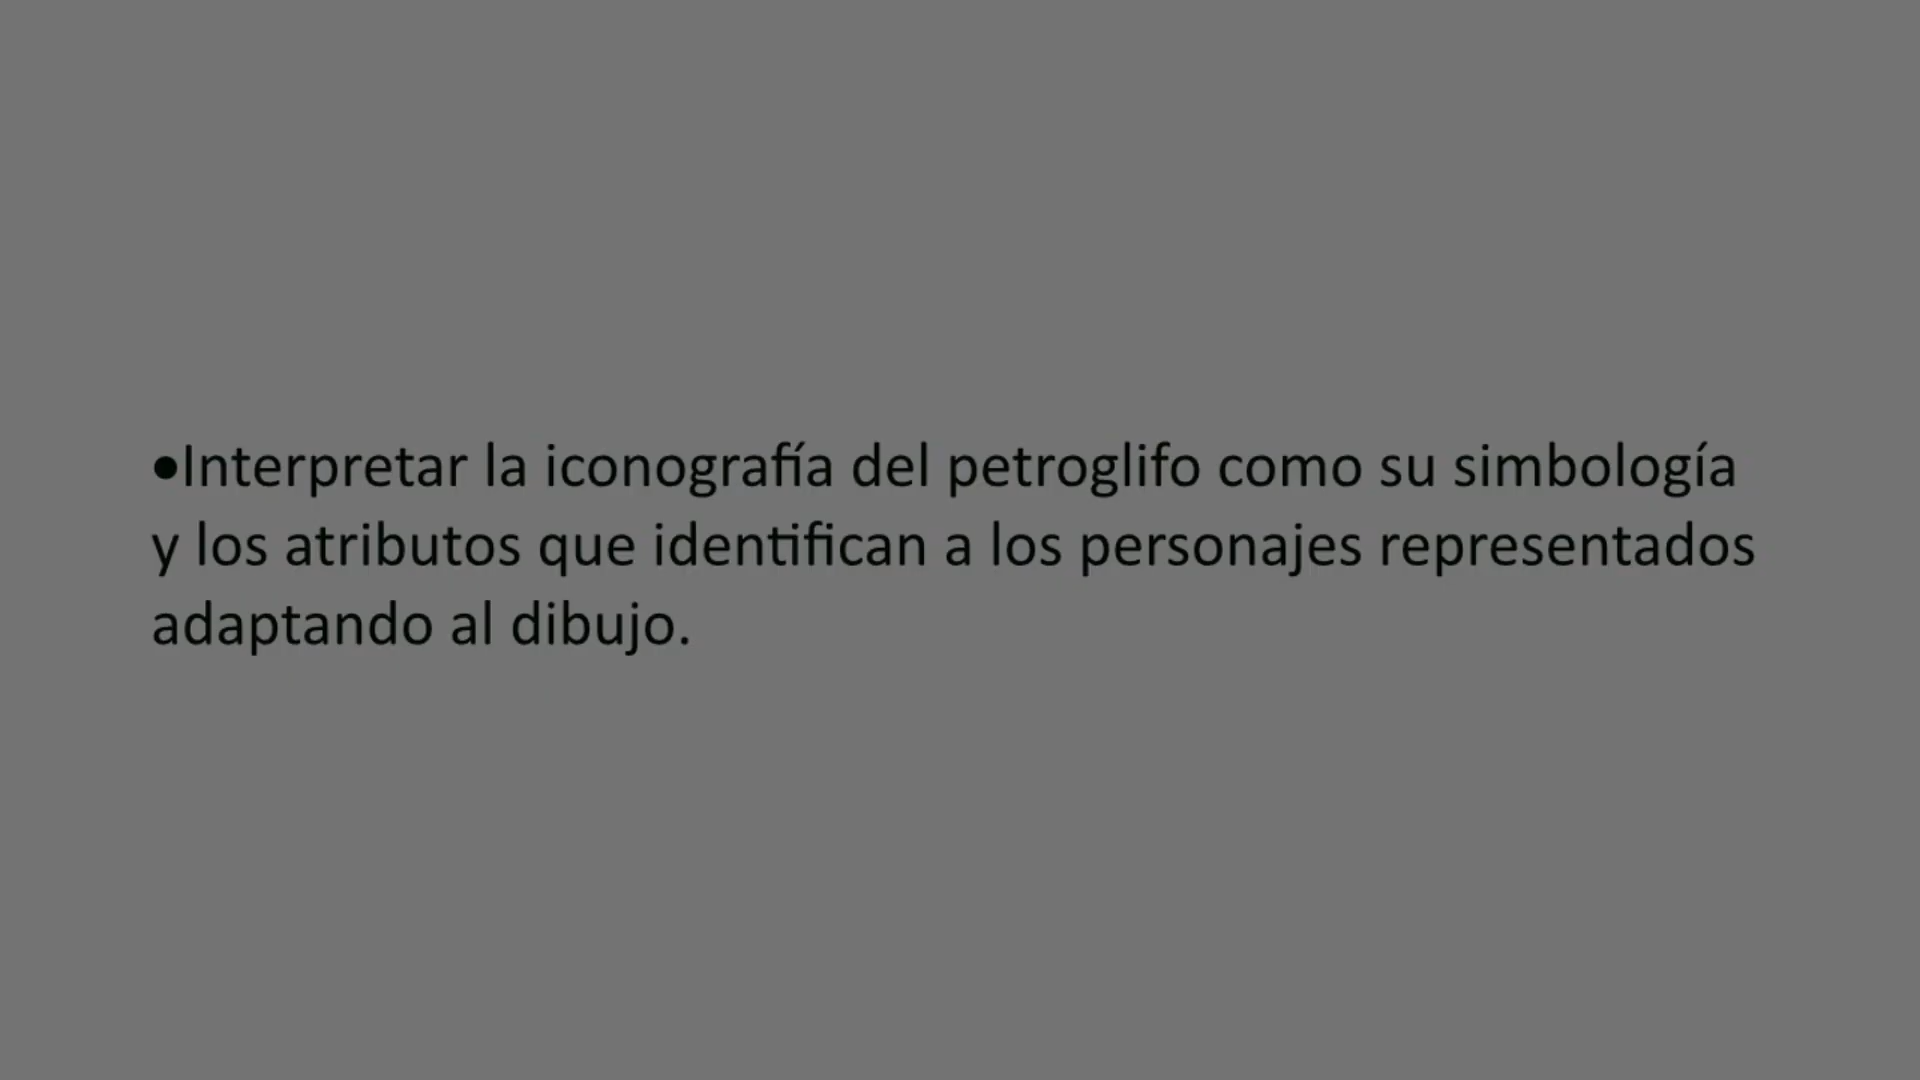 •Interpretar la iconografía del petroglifo como su simbología
y los atributos que identifican a los personajes representados
adaptando al dibujo.